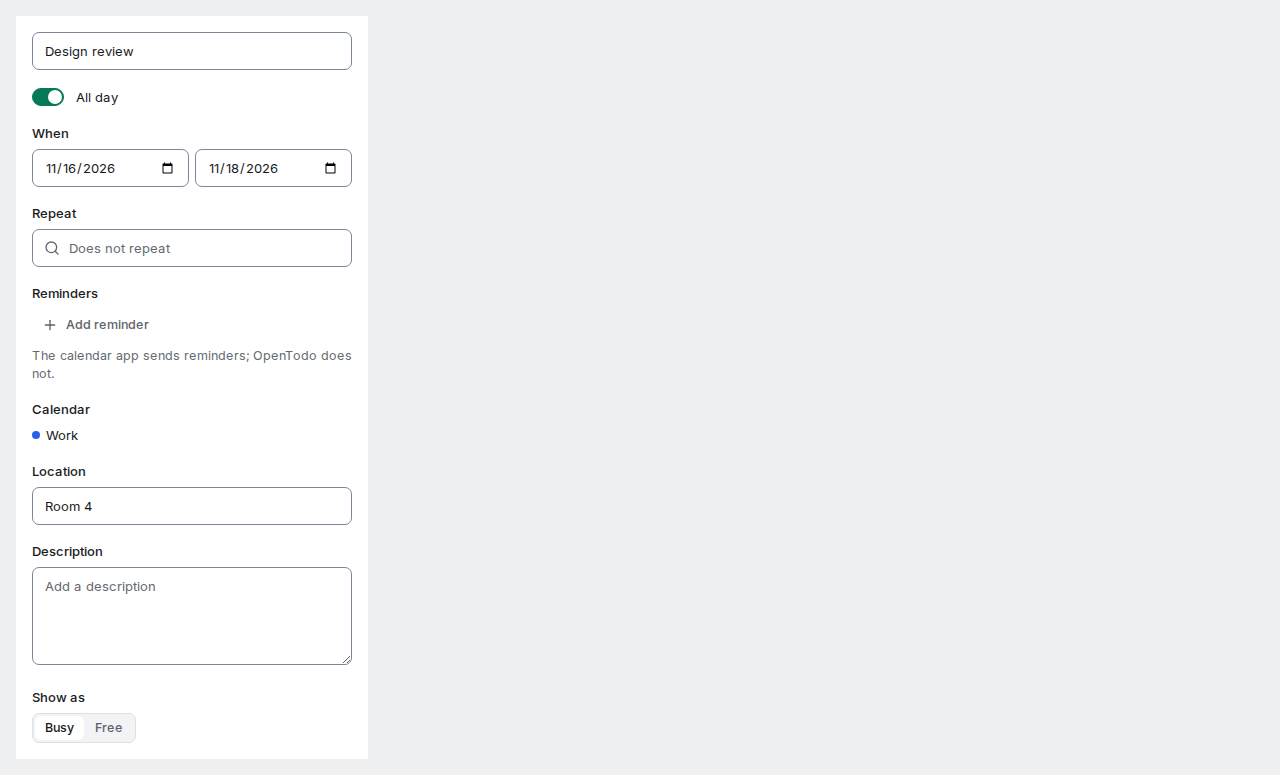 Design review
All day
When
11/16/2026 11/18/2026
Repeat
Does not repeat
Reminders
Add reminder
The calendar app sends reminders; OpenTodo does
not.
Calendar
Work
Location
Room 4
Description
Add a description
Show as
Busy Free